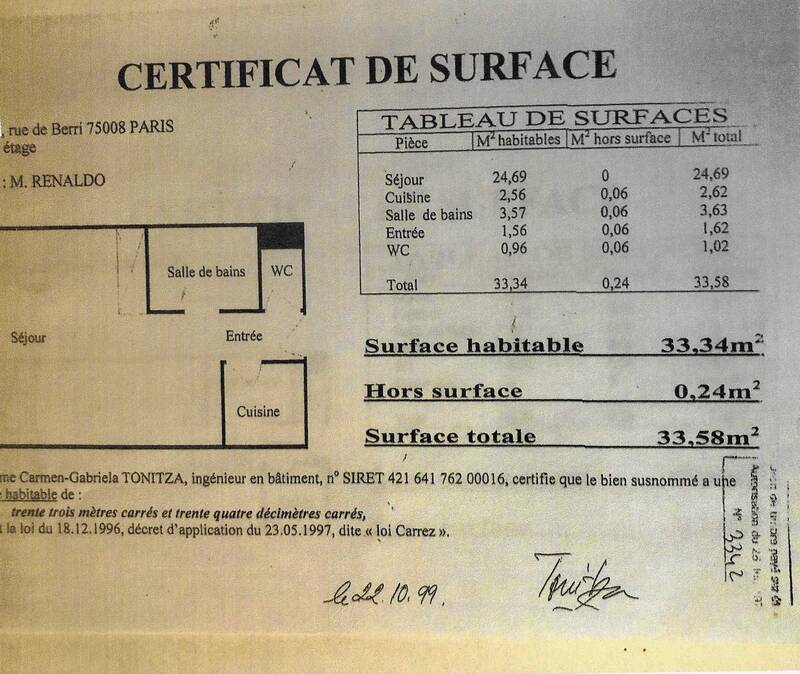 CERTIFICAT DE SURFACE
, rue de Berri 75008 PARIS
étage
: M. RENALDO
TABLEAU DE SURFACES
Pièce M² habitables M² hors surface M² total
Séjour 24,69 0 24,69
Cuisine 2,56 0,06 2,62
Salle de bains 3,57 0,06 3,63
Entrée 1,56 0,06 1,62
WC 0,96 0,06 1,02
Total 33,34 0,24 33,58
Salle de bains
WC
Séjour
Entrée
Cuisine
Surface habitable 33,34m²
Hors surface 0,24m²
Surface totale 33,58m²
me Carmen-Gabriela TONITZA, ingénieur en bâtiment, n° SIRET 421 641 762 00016, certifie que le bien susnommé a une
habitable de :
trente trois mètres carrés et trente quatre décimètres carrés,
la loi du 18.12.1996, décret d'application du 23.05.1997, dite « loi Carrez ».
le 22.10.99.
Tonitza
Autorisation du
N° 3342